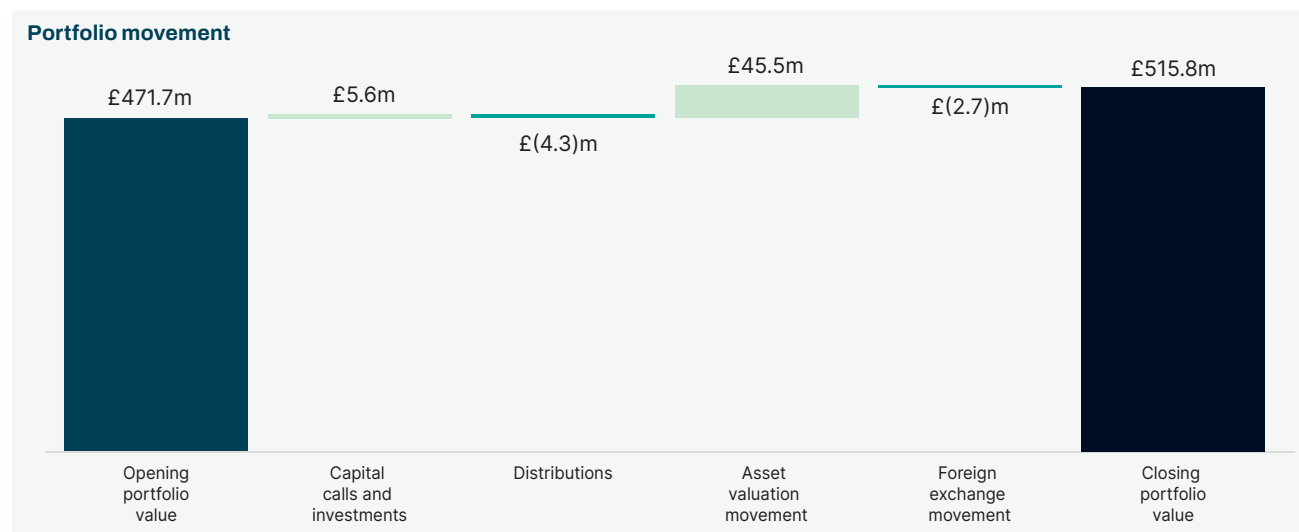 Portfolio movement
£471.7m
£5.6m
£(4.3)m
£45.5m
£(2.7)m
£515.8m
Opening
portfolio
value
Capital
calls and
investments
Distributions
Asset
valuation
movement
Foreign
exchange
movement
Closing
portfolio
value